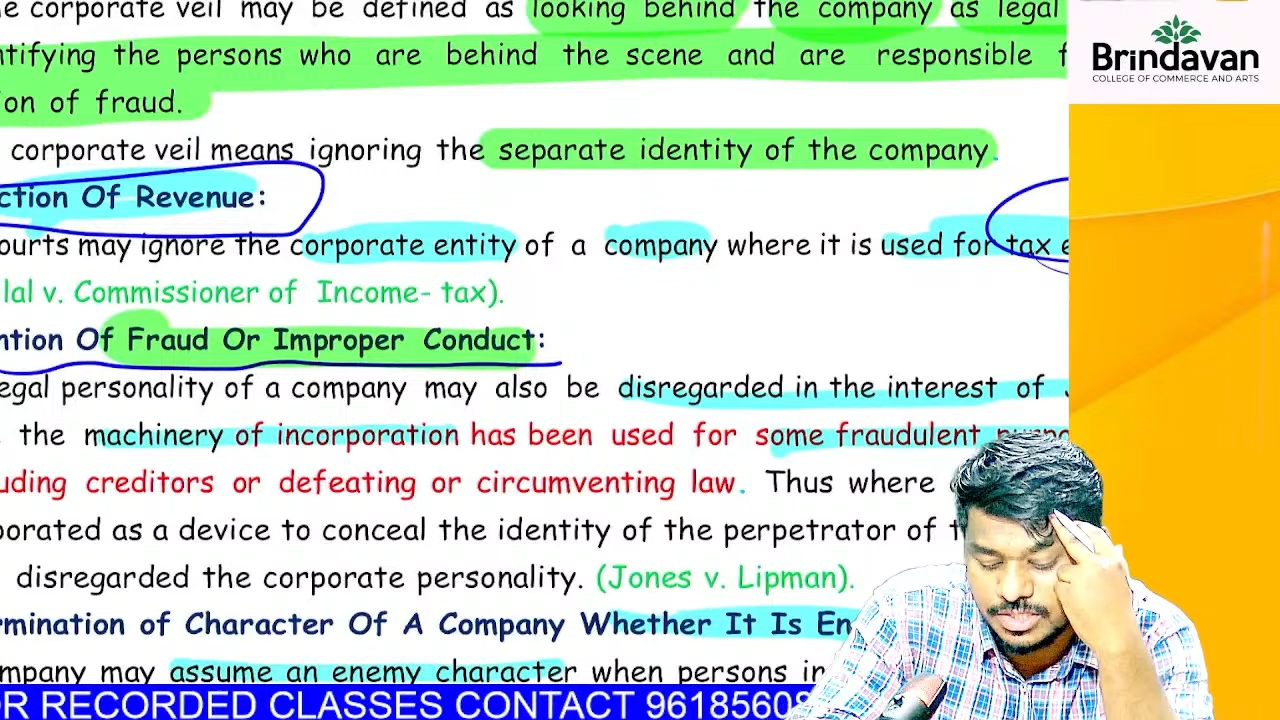 e corporate veil may be defined as looking behind the company as legal
ntifying the persons who are behind the scene and are responsible f
ion of fraud.
corporate veil means ignoring the separate identity of the company.
ction Of Revenue:
ourts may ignore the corporate entity of a company where it is used for tax e
lal v. Commissioner of Income- tax).
ntion Of Fraud Or Improper Conduct:
legal personality of a company may also be disregarded in the interest of
the machinery of incorporation has been used for some fraudulent purpo
uding creditors or defeating or circumventing law. Thus where
porated as a device to conceal the identity of the perpetrator of t
disregarded the corporate personality. (Jones v. Lipman).
rmination of Character Of A Company Whether It Is En
mpany may assume an enemy character when persons in
OR RECORDED CLASSES CONTACT 9618560
Brindavan
COLLEGE OF COMMERCE AND ARTS